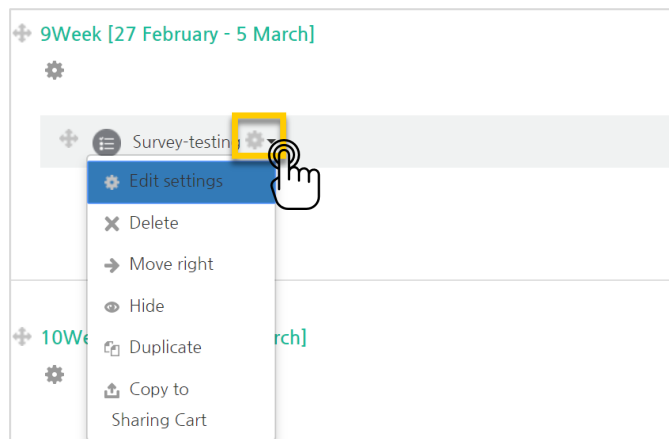 9Week [27 February - 5 March]
Survey-testing
Edit settings
Delete
Move right
Hide
10We rch]
Duplicate
Copy to
Sharing Cart